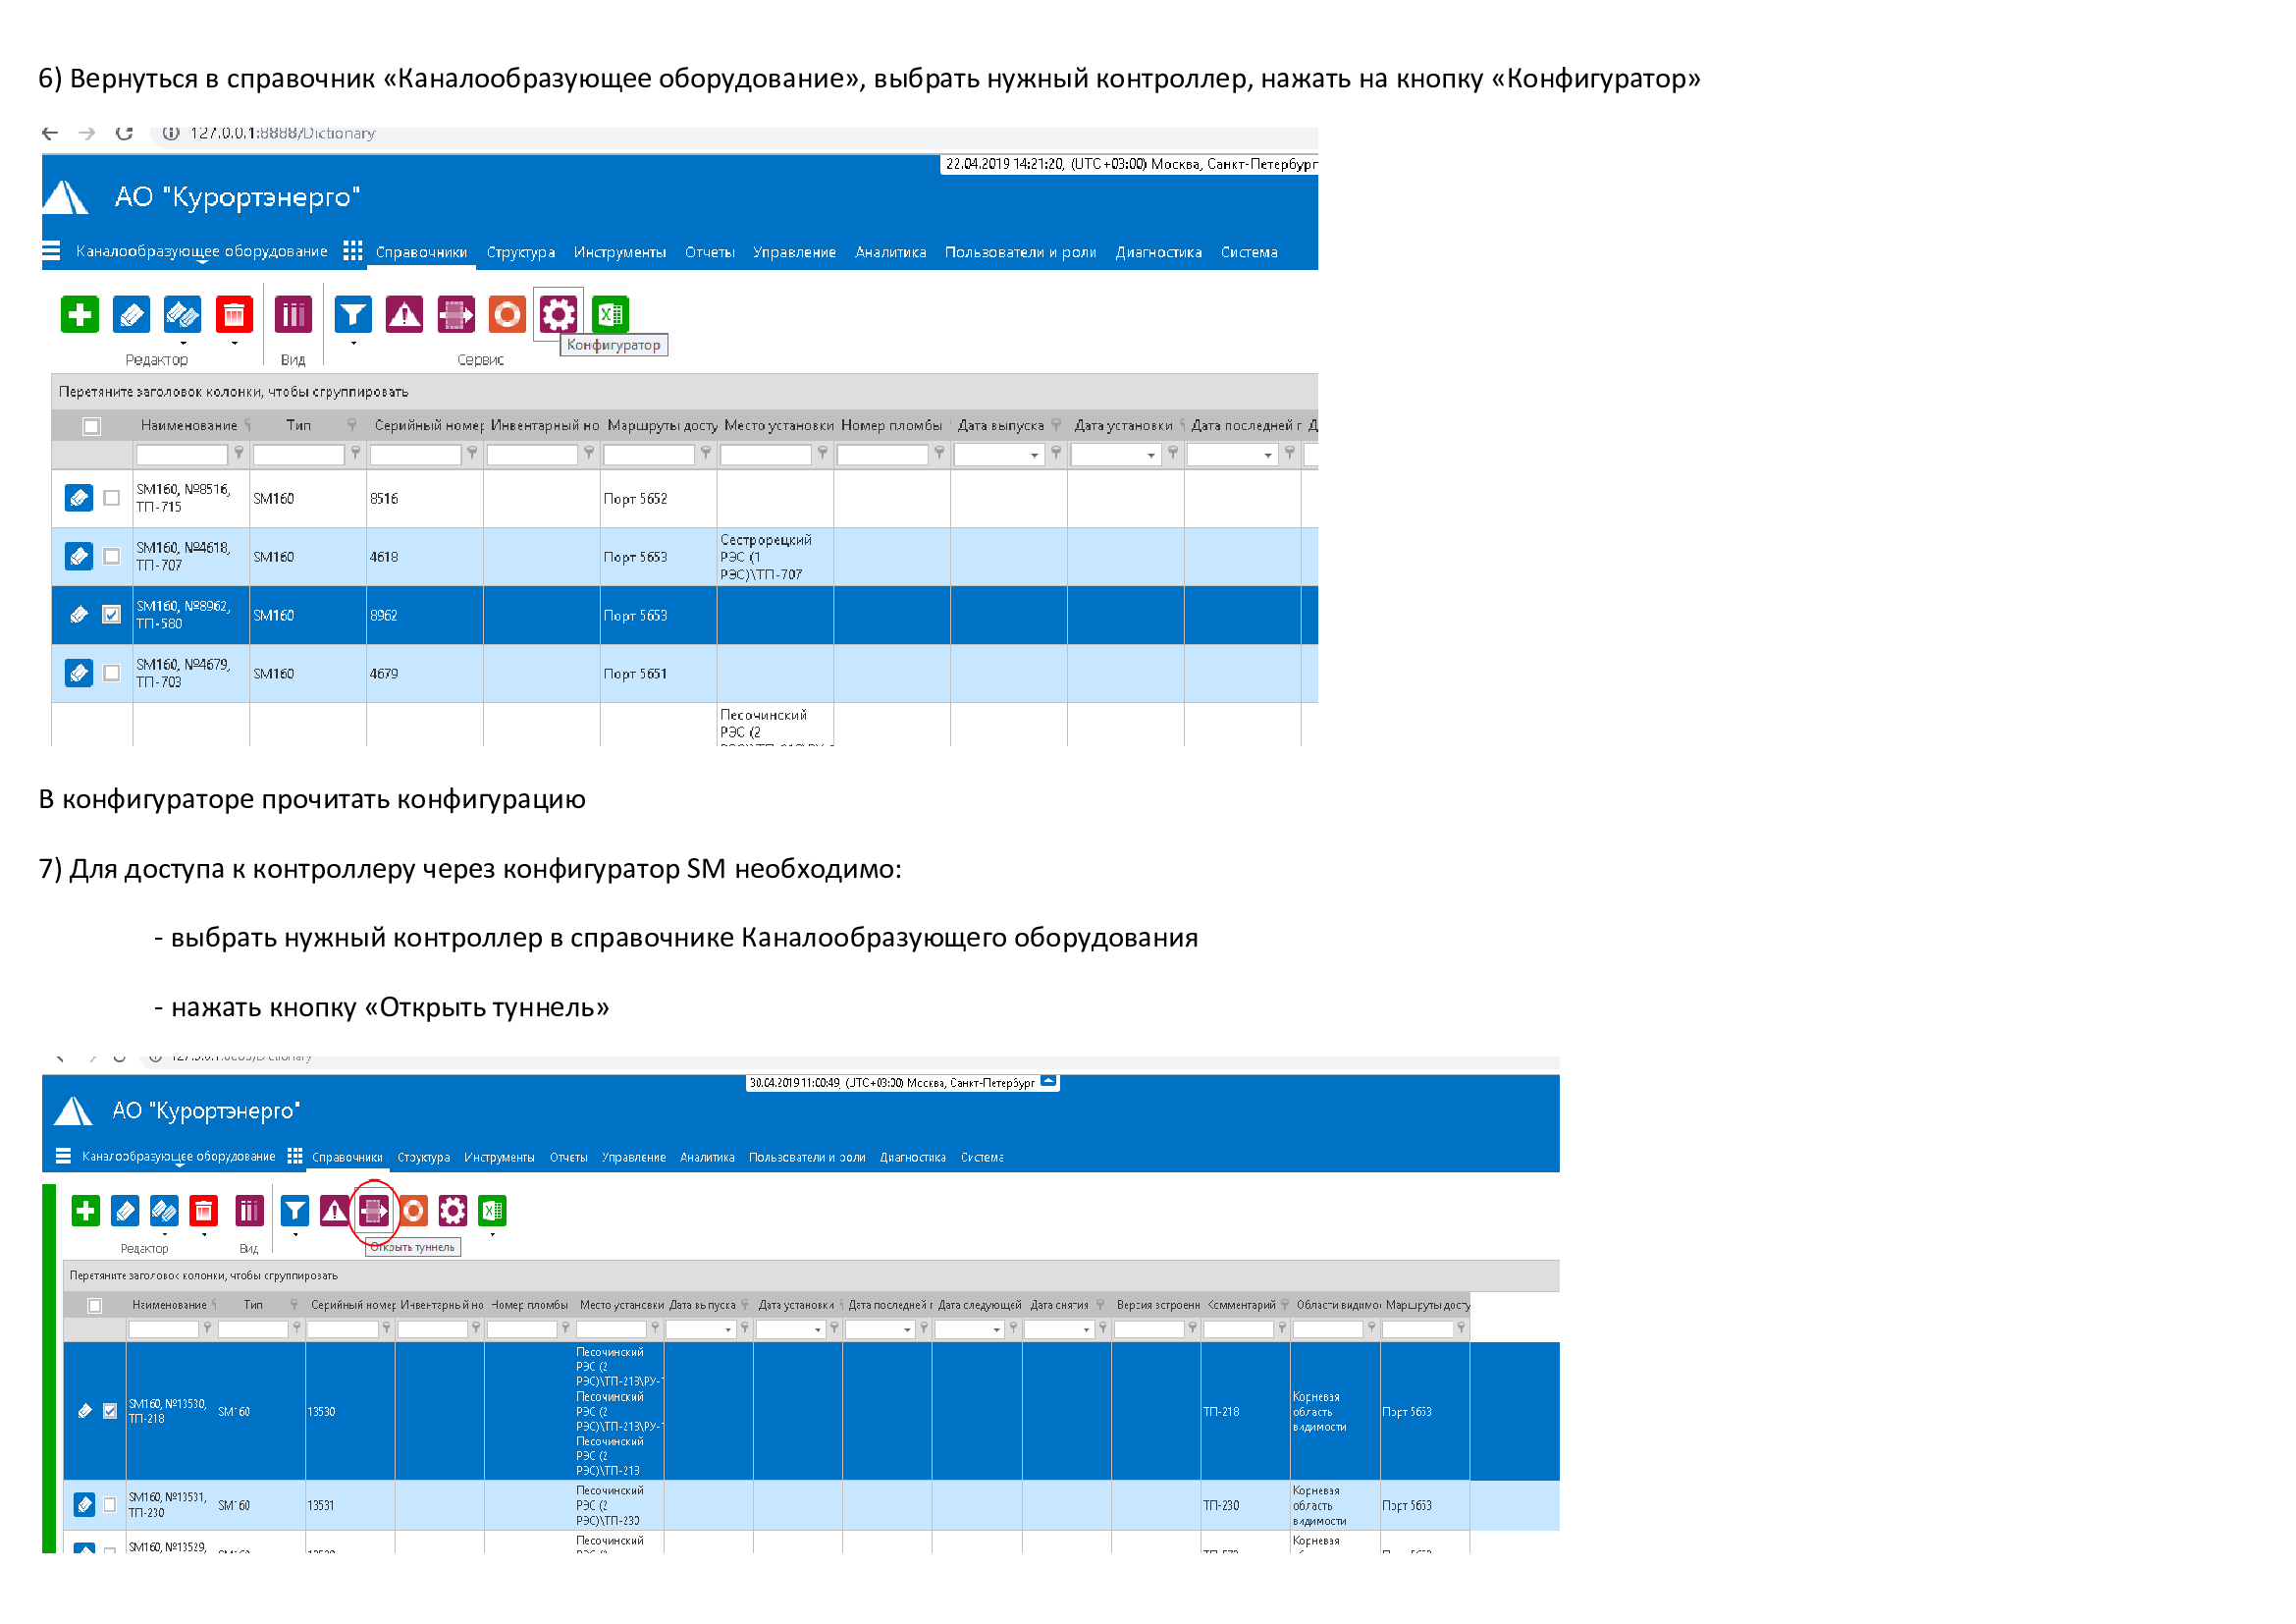 6) Вернуться в справочник «Каналообразующее оборудование», выбрать нужный контроллер, нажать на кнопку «Конфигуратор»
127.0.0.1:8888/Dictionary
22.04.2019 14:21:20, (UTC+03:00) Москва, Санкт-Петербург
АО "Курортэнерго"
Каналообразующее оборудование Справочники Структура Инструменты Отчеты Управление Аналитика Пользователи и роли Диагностика Система
Конфигуратор
Редактор Вид Сервис
Перетяните заголовок колонки, чтобы сгруппировать
Наименование Тип Серийный номер Инвентарный но Маршруты досту Место установки Номер пломбы Дата выпуска Дата установки Дата последней г Д
SM160, №8516, ТП-715 SM160 8516 Порт 5652
SM160, №4618, ТП-707 SM160 4618 Порт 5653 Сестрорецкий РЭС (1 РЭС)\ТП-707
SM160, №8962, ТП-580 SM160 8962 Порт 5653
SM160, №4679, ТП-703 SM160 4679 Порт 5651
Песочинский
РЭС (2
В конфигураторе прочитать конфигурацию
7) Для доступа к контроллеру через конфигуратор SM необходимо:
- выбрать нужный контроллер в справочнике Каналообразующего оборудования
- нажать кнопку «Открыть туннель»
30.04.2019 11:00:49, (UTC+03:00) Москва, Санкт-Петербург
АО "Курортэнерго"
Каналообразующее оборудование Справочники Структура Инструменты Отчеты Управление Аналитика Пользователи и роли Диагностика Система
Редактор Вид Открыть туннель
Перетяните заголовок колонки, чтобы сгруппировать
Наименование Тип Серийный номер Инвентарный но Номер пломбы Место установки Дата выпуска Дата установки Дата последней г Дата следующей Дата снятия Версия встроенн Комментарий Области видимос Маршруты досту
SM160, №13530, ТП-218 SM160 13530 Песочинский РЭС (2 РЭС)\ТП-218\РУ-1 Песочинский РЭС (2 РЭС)\ТП-218\РУ-1 Песочинский РЭС (2 РЭС)\ТП-218 ТП-218 Корневая область видимости Порт 5653
SM160, №13531, ТП-230 SM160 13531 Песочинский РЭС (2 РЭС)\ТП-230 ТП-230 Корневая область видимости Порт 5653
SM160, №13529, Песочинский Корневая